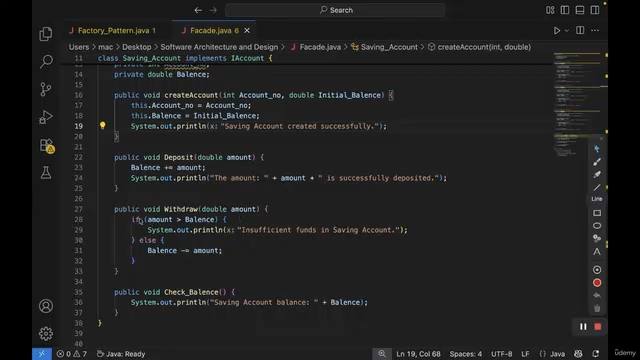 Search
Factory_Pattern.java 1
Facade.java 6
Users > mac > Desktop > Software Architecture and Design > Facade.java > Saving_Account > createAccount(int, double)
11 class Saving_Account implements IAccount {
14 private double Balence;
15
16 public void createAccount(int Account_no, double Initial_Balence) {
17 this.Account_no = Account_no;
18 this.Balence = Initial_Balence;
19 System.out.println(x: "Saving Account created successfully.");
20 }
21
22 public void Deposit(double amount) {
23 Balence += amount;
24 System.out.println("The amount: " + amount + " is successfully deposited.");
25 }
26
27 public void Withdraw(double amount) {
28 if (amount > Balence) {
29 System.out.println(x: "Insufficient funds in Saving Account.");
30 } else {
31 Balence -= amount;
32 }
33 }
34
35 public void Check_Balence() {
36 System.out.println("Saving Account balance: " + Balence);
37 }
38 }
39
40
Line
0 7 Java: Ready
Ln 19, Col 68 Spaces: 4 UTF-8 LF {} Java
udemy